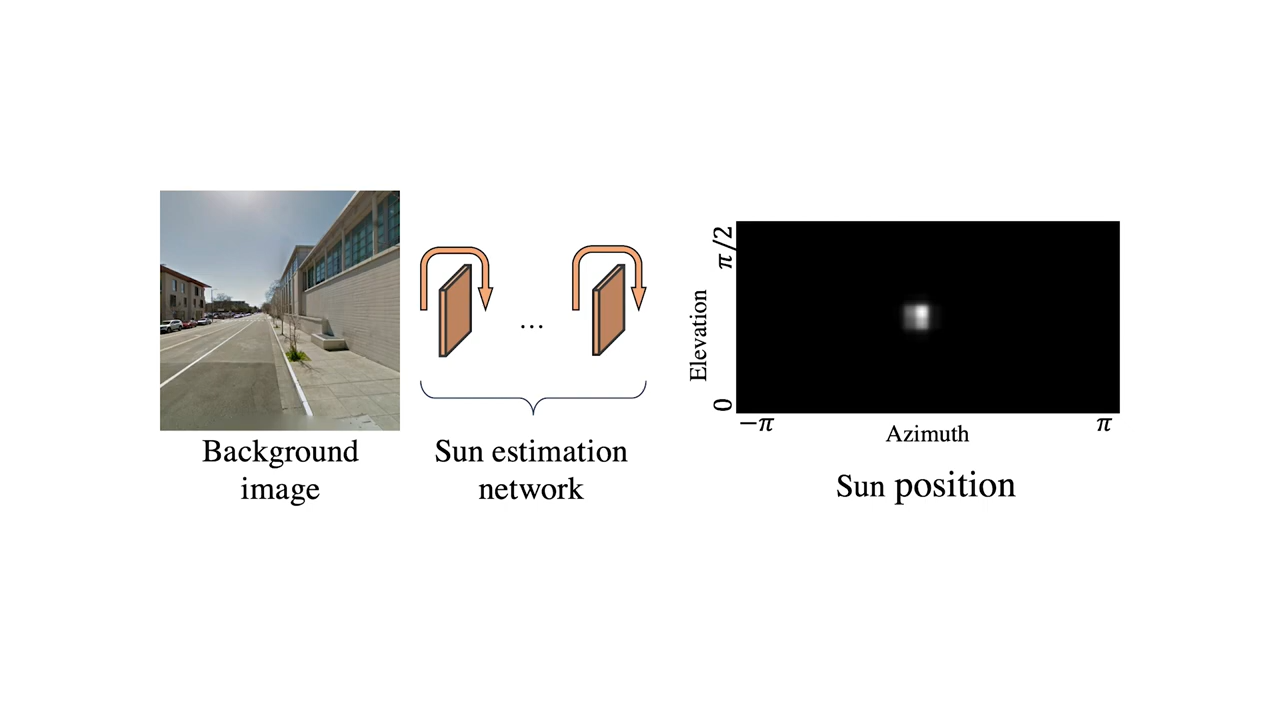 Background
image
...
Sun estimation
network
Elevation
0
π/2
−π
Azimuth
π
Sun position